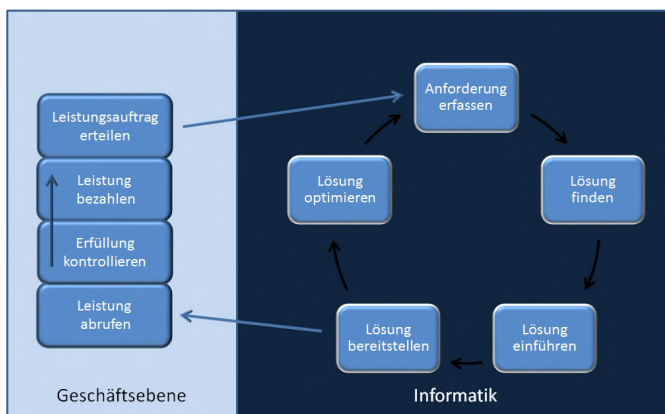 Leistungsauftrag
erteilen
Leistung
bezahlen
Erfüllung
kontrollieren
Leistung
abrufen
Geschäftsebene
Anforderung
erfassen
Lösung
finden
Lösung
einführen
Lösung
bereitstellen
Lösung
optimieren
Informatik